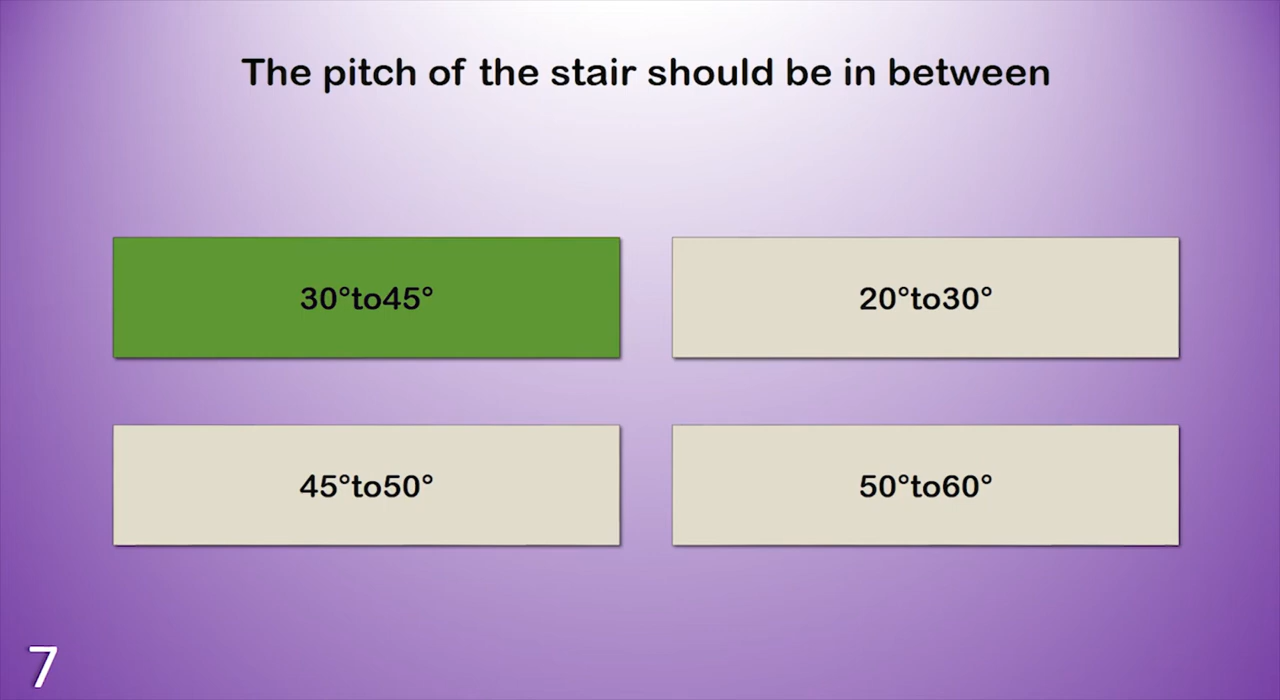 The pitch of the stair should be in between
30°to45°
20°to30°
45°to50°
50°to60°
7